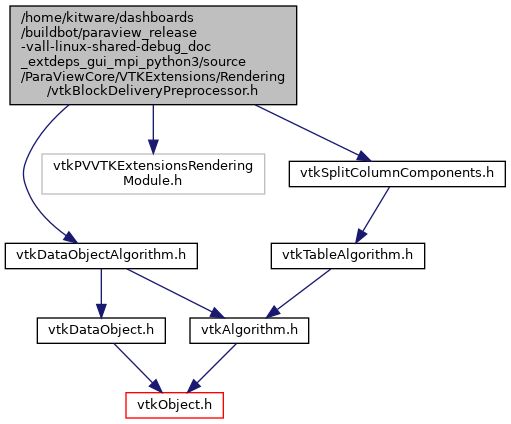 /home/kitware/dashboards
/buildbot/paraview_release
-vall-linux-shared-debug_doc
_extdeps_gui_mpi_python3/source
/ParaViewCore/VTKExtensions/Rendering
/vtkBlockDeliveryPreprocessor.h
vtkPVVTKExtensionsRendering
Module.h
vtkSplitColumnComponents.h
vtkDataObjectAlgorithm.h
vtkTableAlgorithm.h
vtkDataObject.h
vtkAlgorithm.h
vtkObject.h